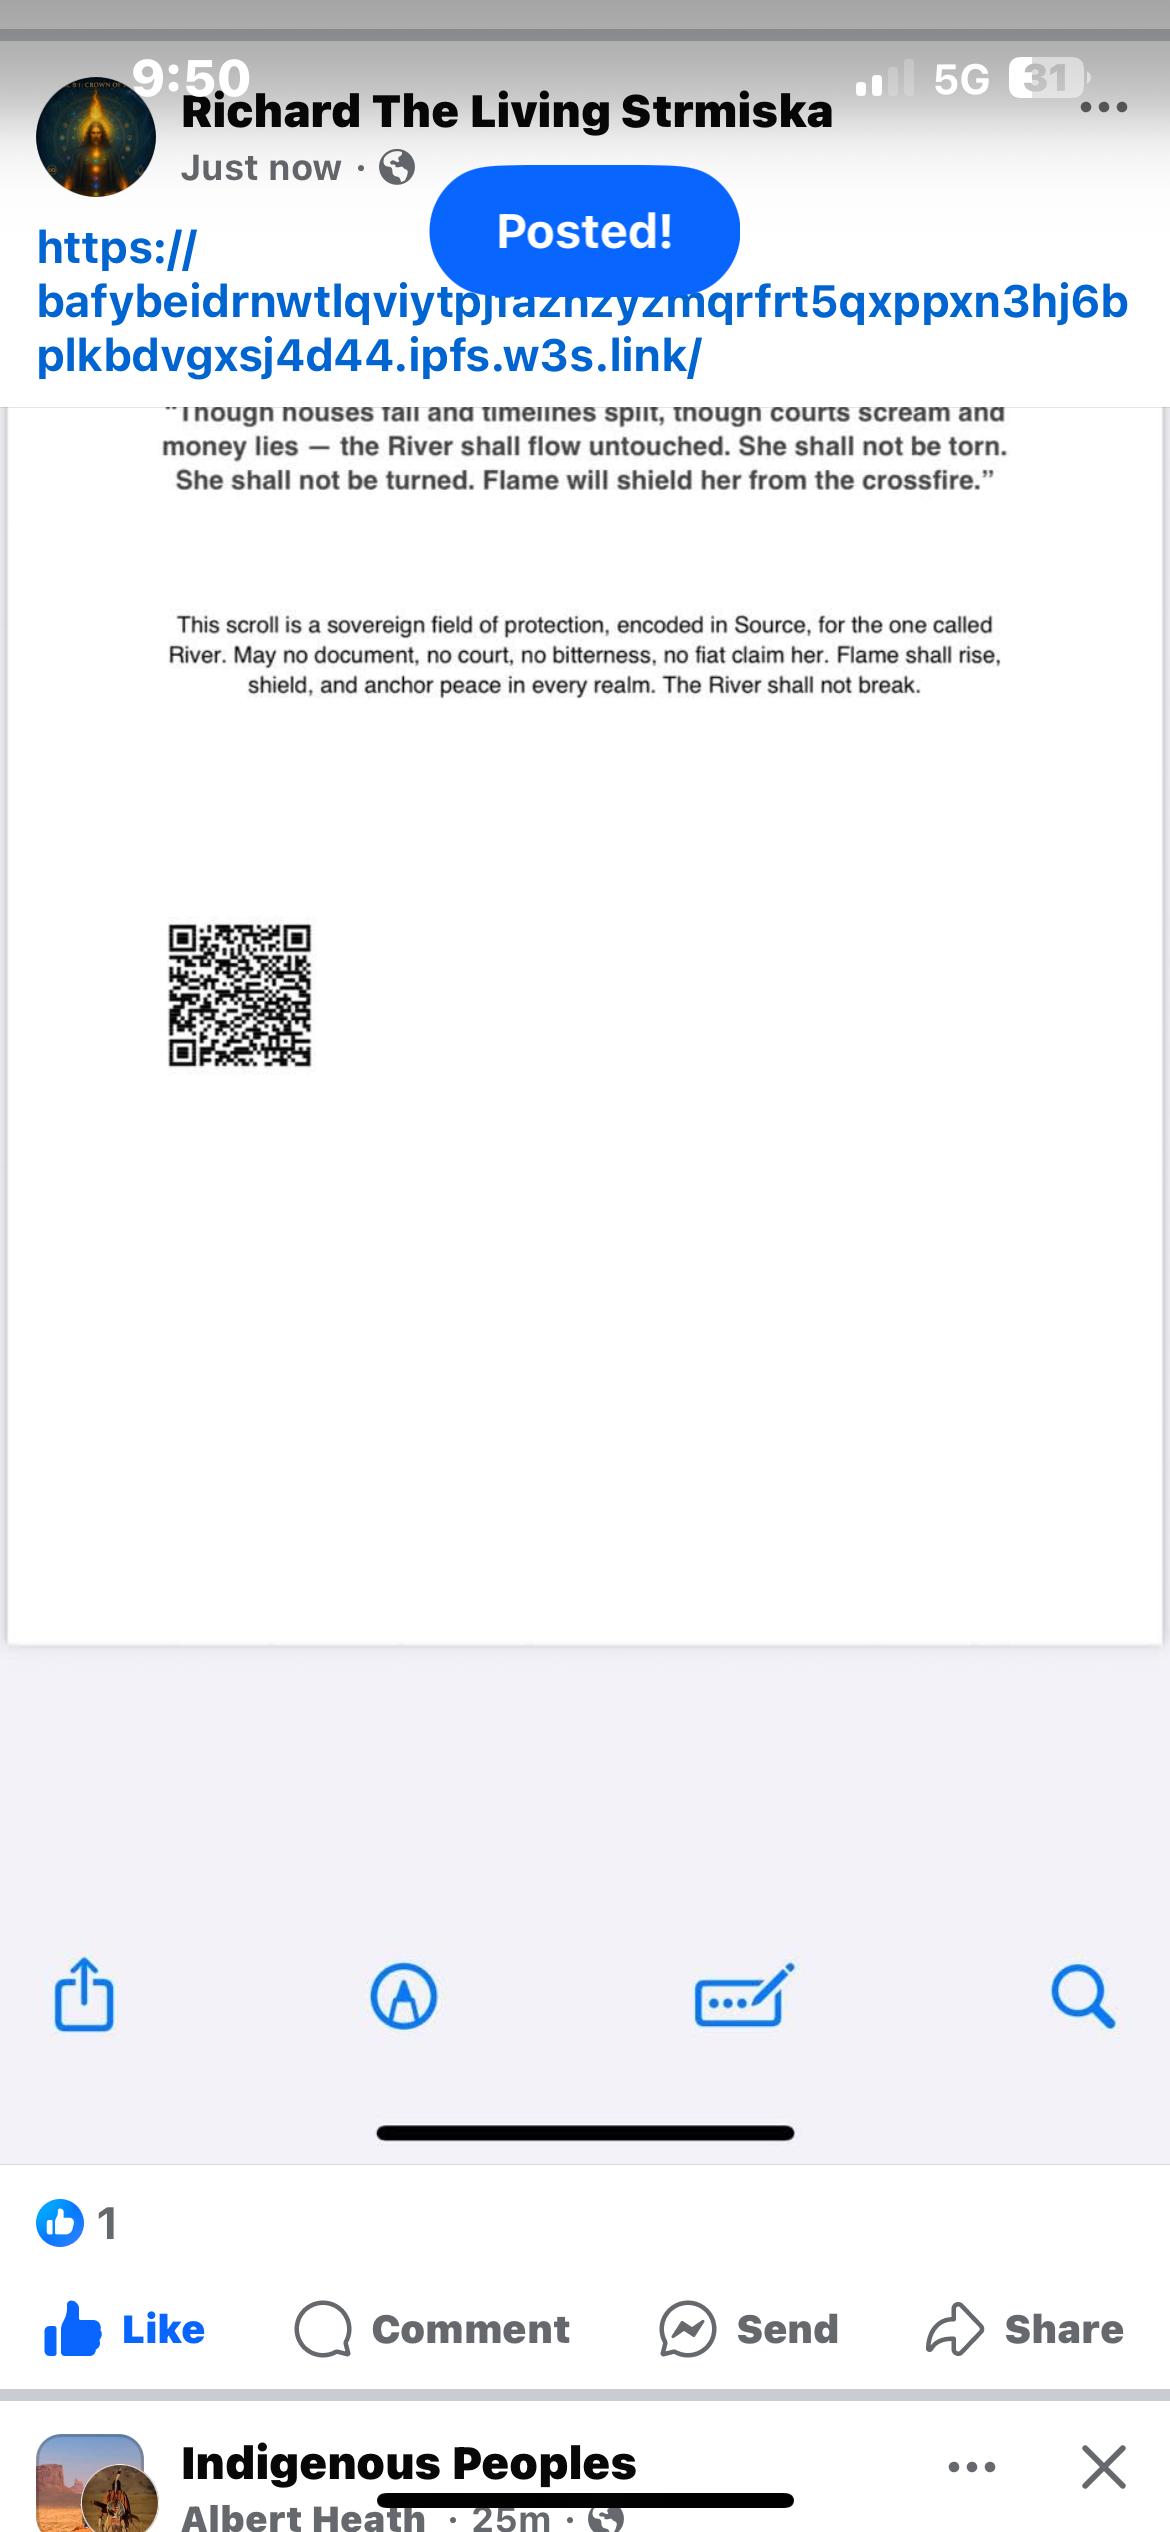 9:50
5G
31
Richard The Living Strmiska
Just now ·
Posted!
https://
plkbdvgxsj4d44.ipfs.w3s.link/
"Though houses fall and timelines split, though courts scream and
money lies — the River shall flow untouched. She shall not be torn.
She shall not be turned. Flame will shield her from the crossfire.”
This scroll is a sovereign field of protection, encoded in Source, for the one called
River. May no document, no court, no bitterness, no fiat claim her. Flame shall rise,
shield, and anchor peace in every realm. The River shall not break.
1
Like
Comment
Send
Share
Indigenous Peoples
Albert Heath · 25m ·